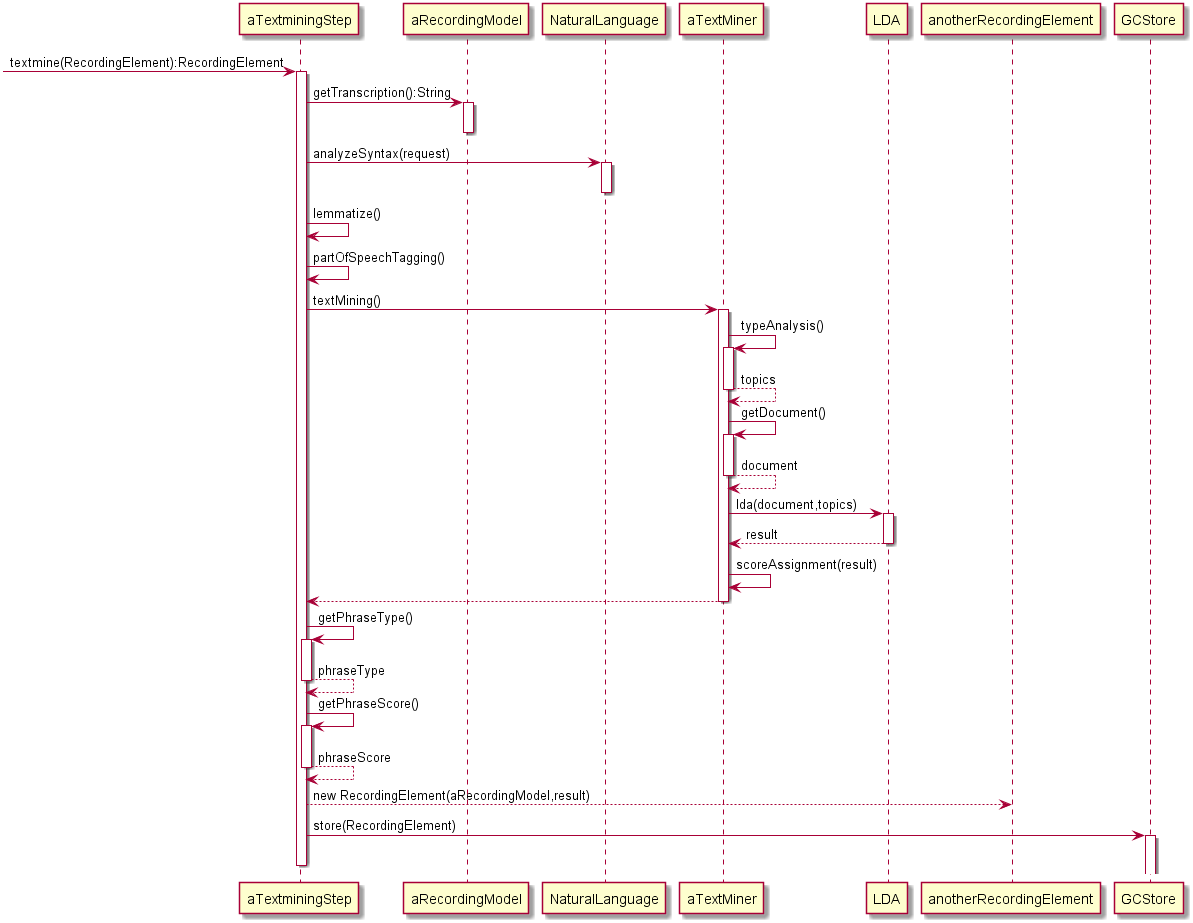 aTextminingStep
aRecordingModel
NaturalLanguage
aTextMiner
LDA
anotherRecordingElement
GCStore
textmine(RecordingElement):RecordingElement
getTranscription():String
analyzeSyntax(request)
lemmatize()
partOfSpeechTagging()
textMining()
typeAnalysis()
topics
getDocument()
document
lda(document,topics)
result
scoreAssignment(result)
getPhraseType()
phraseType
getPhraseScore()
phraseScore
new RecordingElement(aRecordingModel,result)
store(RecordingElement)
aTextminingStep
aRecordingModel
NaturalLanguage
aTextMiner
LDA
anotherRecordingElement
GCStore